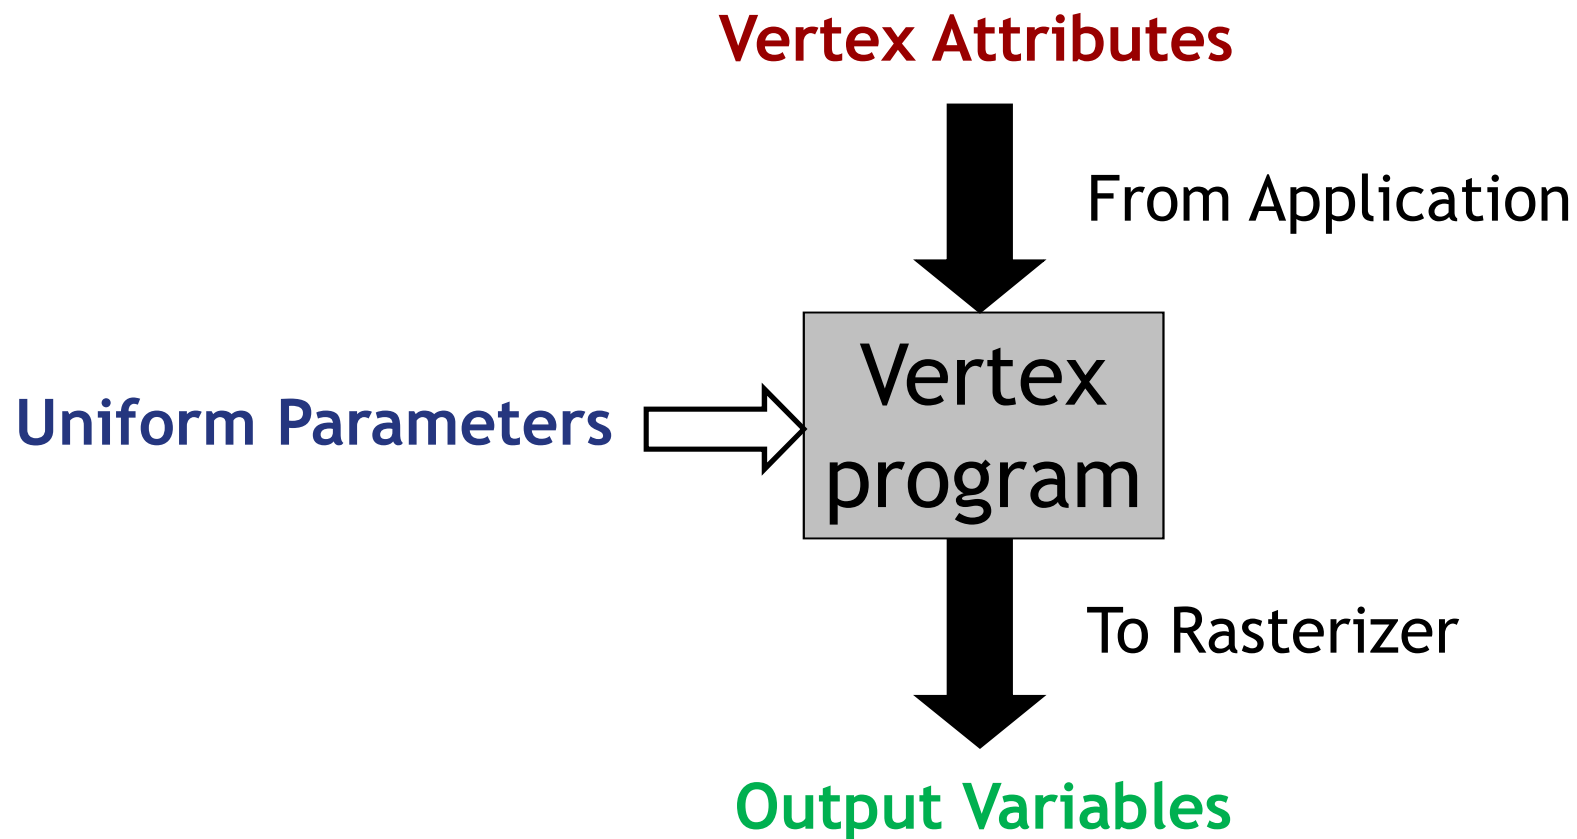 Vertex Attributes
From Application
Vertex
program
Uniform Parameters
To Rasterizer
Output Variables